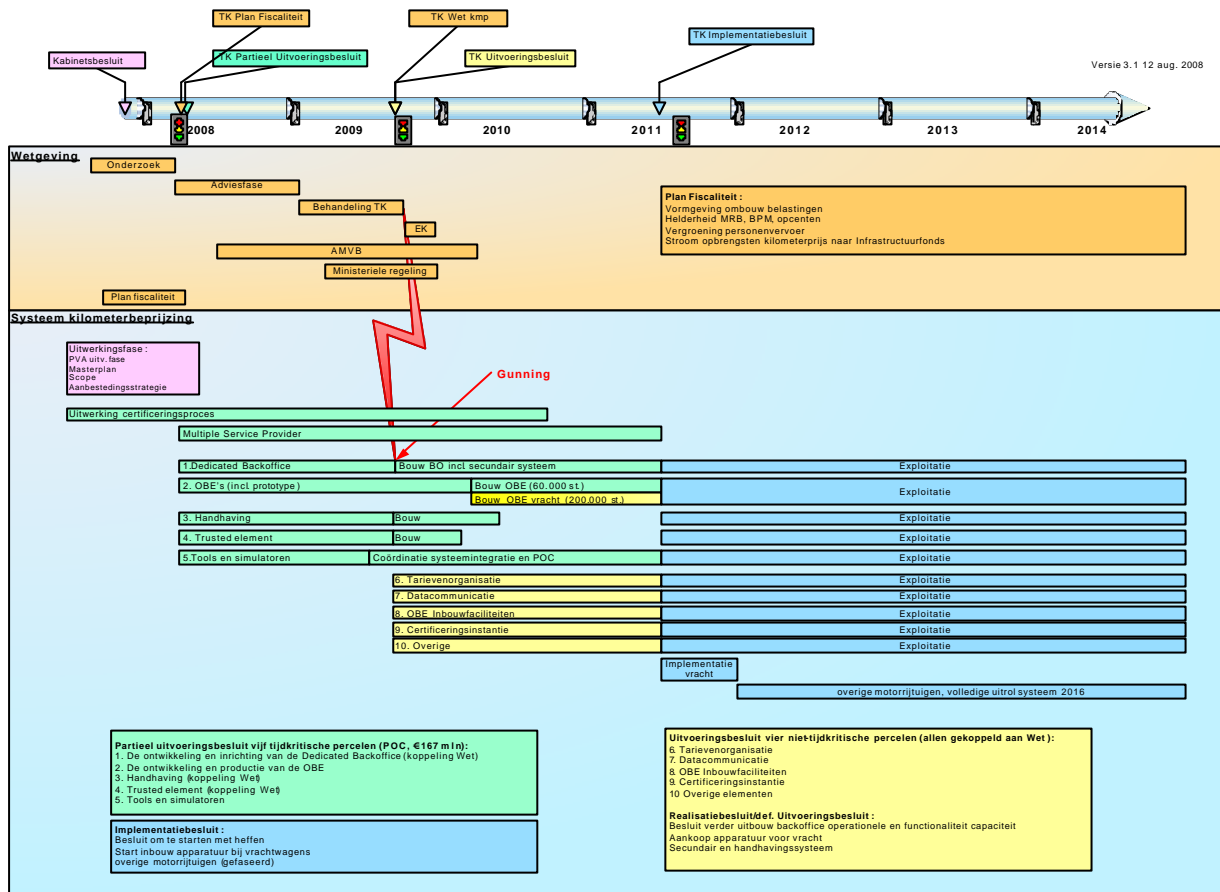 TK Plan Fiscaliteit
TK Wet kmp
TK Implementatiebesluit
Kabinetsbesluit
TK Partieel Uitvoeringsbesluit
TK Uitvoeringsbesluit
Versie 3.1 12 aug. 2008
2008
2009
2010
2011
2012
2013
2014
Wetgeving
Onderzoek
Adviesfase
Behandeling TK
EK
AMVB
Ministeriele regeling
Plan fiscaliteit
Plan Fiscaliteit :
Vormgeving ombouw belastingen
Helderheid MRB, BPM, opcenten
Vergroening personenvervoer
Stroom opbrengsten kilometerprijs naar Infrastructuurfonds
Systeem kilometerbeprijzing
Uitwerkingsfase :
PVA uitv. fase
Masterplan
Scope
Aanbestedingsstrategie
Gunning
Uitwerking certificeringsproces
Multiple Service Provider
1.Dedicated Backoffice
Bouw BO incl. secundair systeem
Exploitatie
2. OBE's (incl. prototype)
Bouw OBE (60.000 st.)
Bouw OBE vracht (200.000 st.)
Exploitatie
3. Handhaving
Bouw
Exploitatie
4. Trusted element
Bouw
Exploitatie
5.Tools en simulatoren
Coördinatie systeemintegratie en POC
Exploitatie
6. Tarievenorganisatie
Exploitatie
7. Datacommunicatie
Exploitatie
8. OBE Inbouwfaciliteiten
Exploitatie
9. Certificeringsinstantie
Exploitatie
10. Overige
Exploitatie
Implementatie
vracht
overige motorrijtuigen, volledige uitrol systeem 2016
Partieel uitvoeringsbesluit vijf tijdkritische percelen (POC, €167 mln):
1. De ontwikkeling en inrichting van de Dedicated Backoffice (koppeling Wet)
2. De ontwikkeling en productie van de OBE
3. Handhaving (koppeling Wet)
4. Trusted element (koppeling Wet)
5. Tools en simulatoren
Implementatiebesluit :
Besluit om te starten met heffen
Start inbouw apparatuur bij vrachtwagens
overige motorrijtuigen (gefaseerd)
Uitvoeringsbesluit vier niet-tijdkritische percelen (allen gekoppeld aan Wet):
6. Tarievenorganisatie
7. Datacommunicatie
8. OBE Inbouwfaciliteiten
9. Certificeringsinstantie
10 Overige elementen
Realisatiebesluit/def. Uitvoeringsbesluit :
Besluit verder uitbouw backoffice operationele en functionaliteit capaciteit
Aankoop apparatuur voor vracht
Secundair en handhavingssysteem